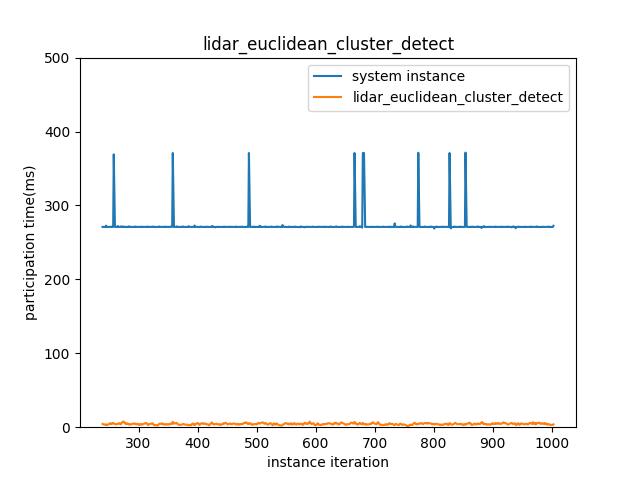 lidar_euclidean_cluster_detect
system instance
lidar_euclidean_cluster_detect
participation time(ms)
500
400
300
200
100
0
300 400 500 600 700 800 900 1000
instance iteration